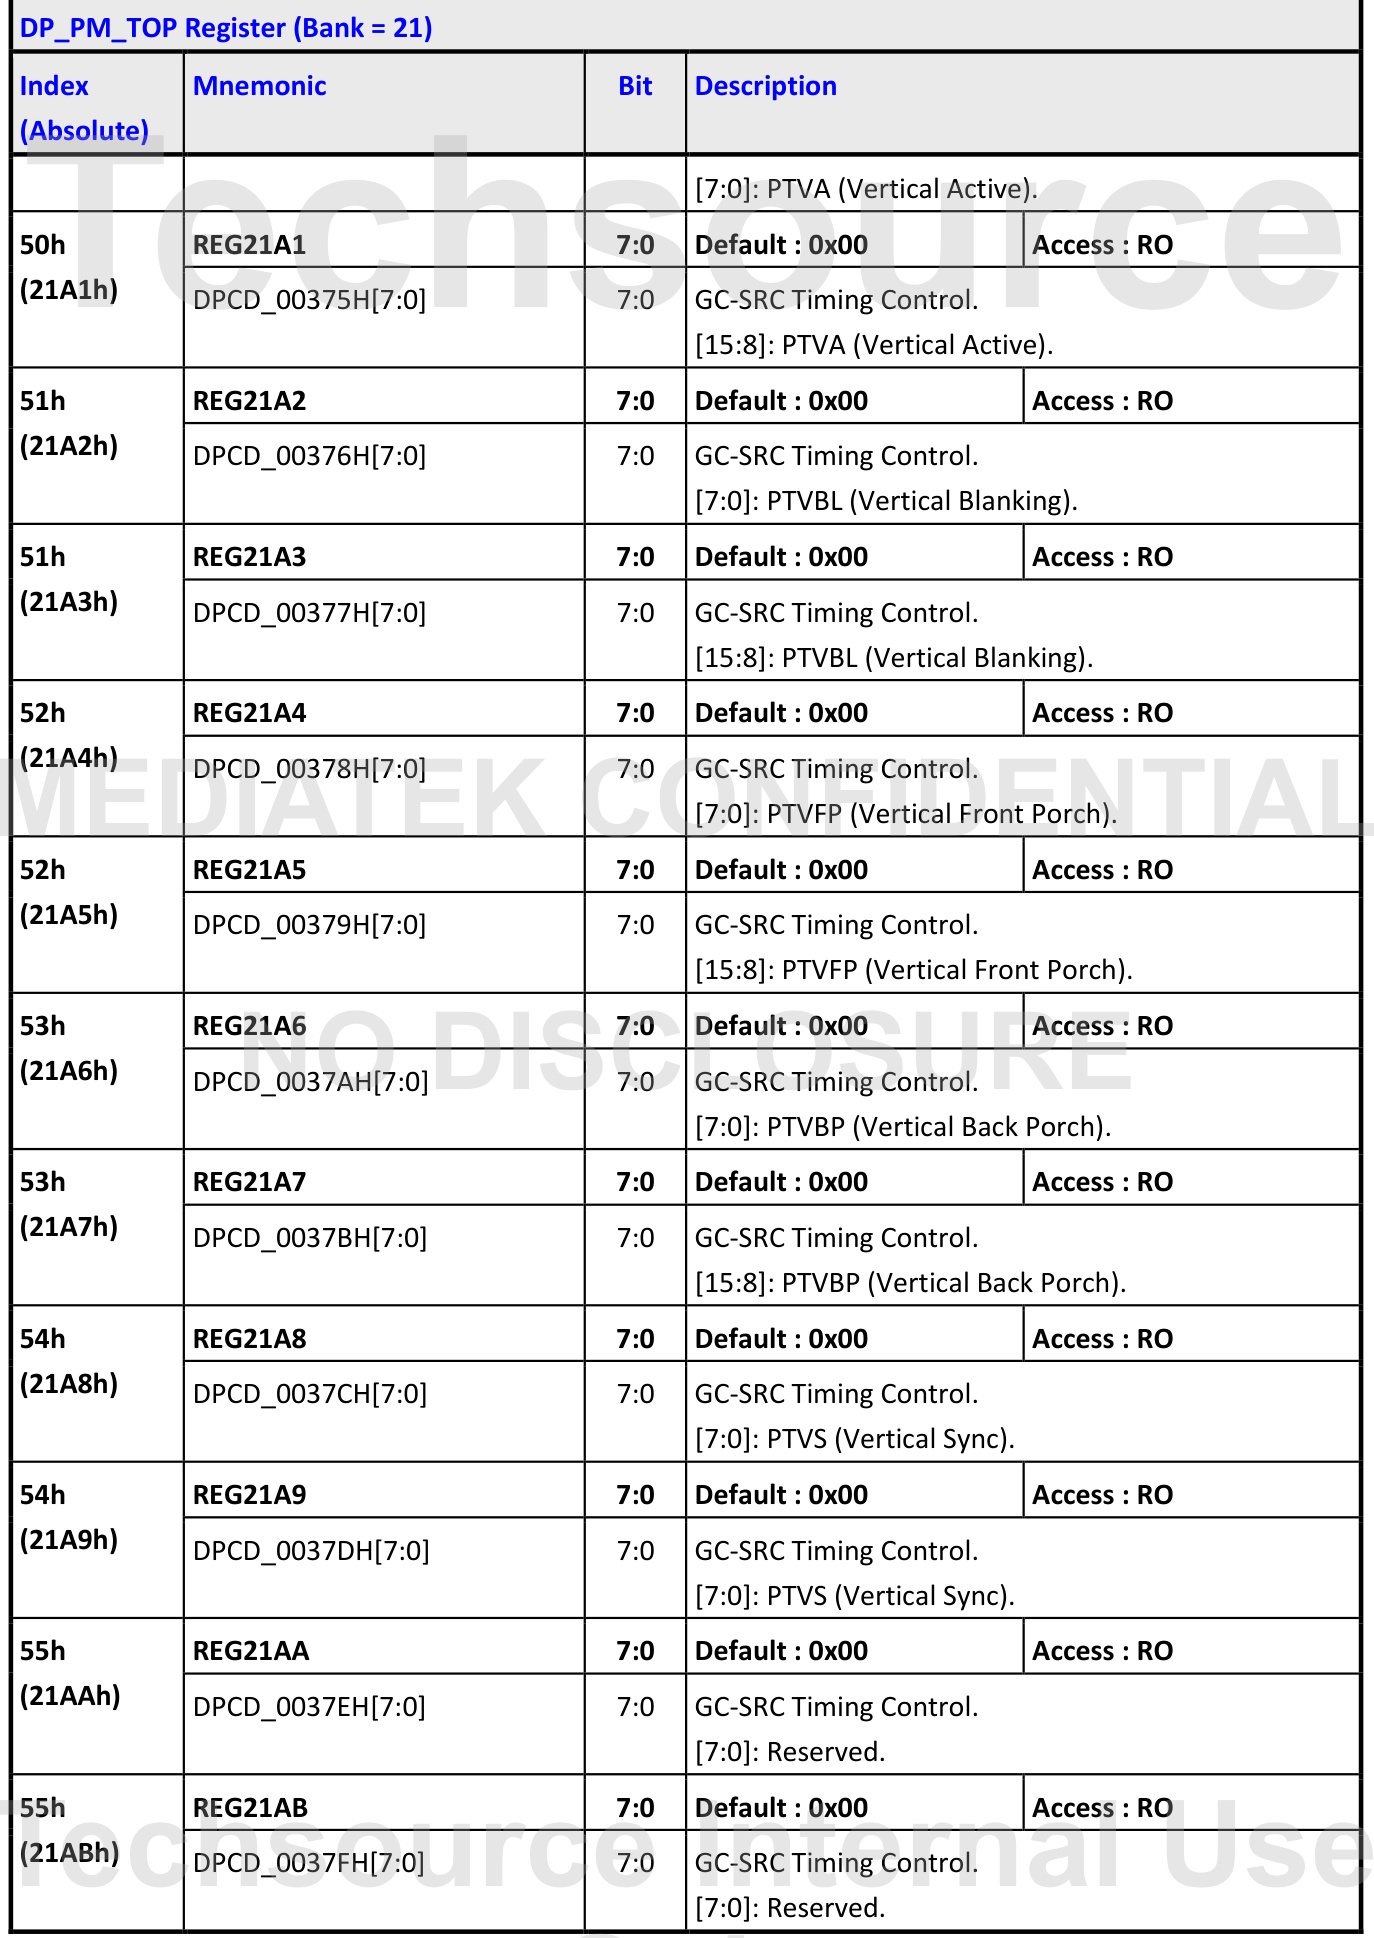 DP_PM_TOP Register (Bank = 21)
Index Mnemonic Bit Description
(Absolute)
[7:0]: PTVA (Vertical Active).
50h REG21A1 7:0 Default : 0x00 Access : RO
(21A1h) DPCD_00375H[7:0] 7:0 GC-SRC Timing Control.
[15:8]: PTVA (Vertical Active).
51h REG21A2 7:0 Default : 0x00 Access : RO
(21A2h) DPCD_00376H[7:0] 7:0 GC-SRC Timing Control.
[7:0]: PTVBL (Vertical Blanking).
51h REG21A3 7:0 Default : 0x00 Access : RO
(21A3h) DPCD_00377H[7:0] 7:0 GC-SRC Timing Control.
[15:8]: PTVBL (Vertical Blanking).
52h REG21A4 7:0 Default : 0x00 Access : RO
(21A4h) DPCD_00378H[7:0] 7:0 GC-SRC Timing Control.
[7:0]: PTVFP (Vertical Front Porch).
52h REG21A5 7:0 Default : 0x00 Access : RO
(21A5h) DPCD_00379H[7:0] 7:0 GC-SRC Timing Control.
[15:8]: PTVFP (Vertical Front Porch).
53h REG21A6 7:0 Default : 0x00 Access : RO
(21A6h) DPCD_0037AH[7:0] 7:0 GC-SRC Timing Control.
[7:0]: PTVBP (Vertical Back Porch).
53h REG21A7 7:0 Default : 0x00 Access : RO
(21A7h) DPCD_0037BH[7:0] 7:0 GC-SRC Timing Control.
[15:8]: PTVBP (Vertical Back Porch).
54h REG21A8 7:0 Default : 0x00 Access : RO
(21A8h) DPCD_0037CH[7:0] 7:0 GC-SRC Timing Control.
[7:0]: PTVS (Vertical Sync).
54h REG21A9 7:0 Default : 0x00 Access : RO
(21A9h) DPCD_0037DH[7:0] 7:0 GC-SRC Timing Control.
[7:0]: PTVS (Vertical Sync).
55h REG21AA 7:0 Default : 0x00 Access : RO
(21AAh) DPCD_0037EH[7:0] 7:0 GC-SRC Timing Control.
[7:0]: Reserved.
55h REG21AB 7:0 Default : 0x00 Access : RO
(21ABh) DPCD_0037FH[7:0] 7:0 GC-SRC Timing Control.
[7:0]: Reserved.
Techsource
MEDIATEK CONFIDENTIAL
NO DISCLOSURE
Techsource Internal Use